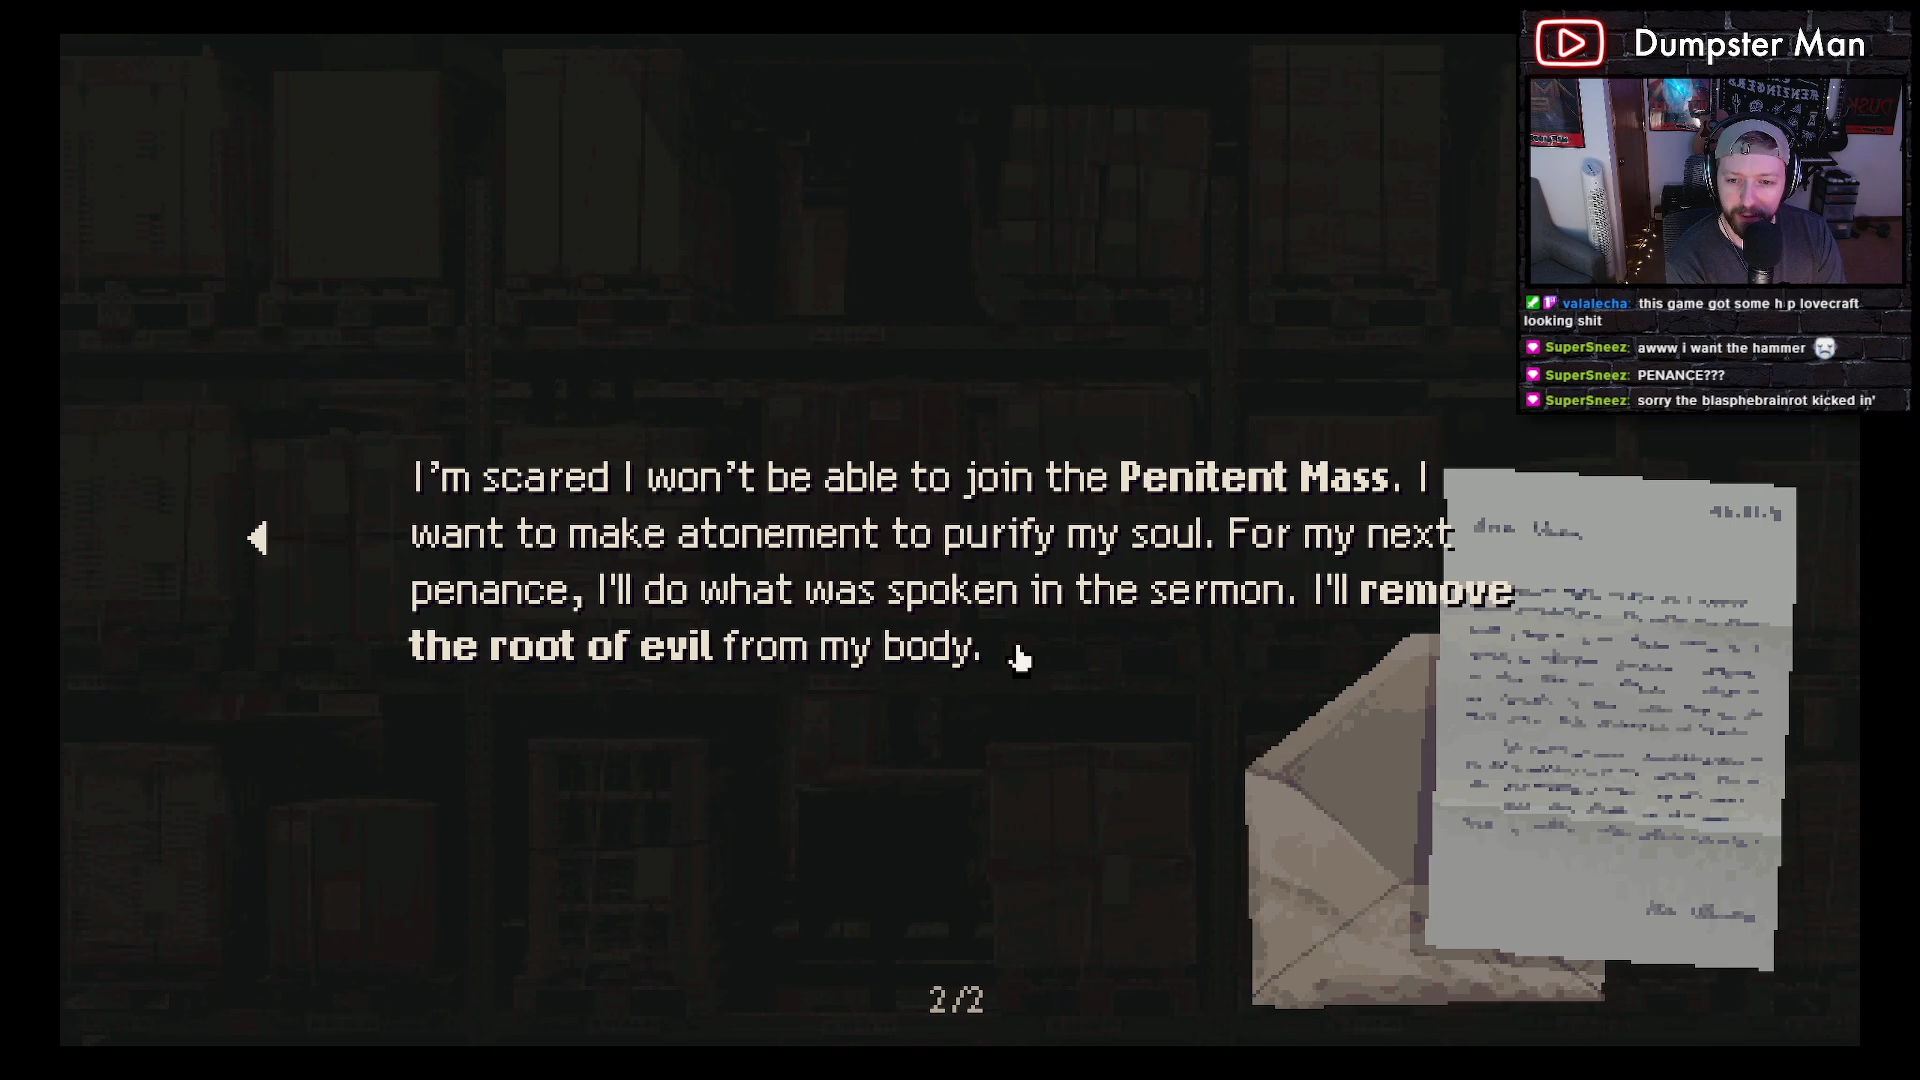 Dumpster Man
valalecha: this game got some h p lovecraft
looking shit
SuperSneez: awww i want the hammer
SuperSneez: PENANCE???
SuperSneez: sorry the blasphebrainrot kicked in'
I'm scared I won't be able to join the Penitent Mass. I
want to make atonement to purify my soul. For my next
penance, I'll do what was spoken in the sermon. I'll remove
the root of evil from my body.
2/2